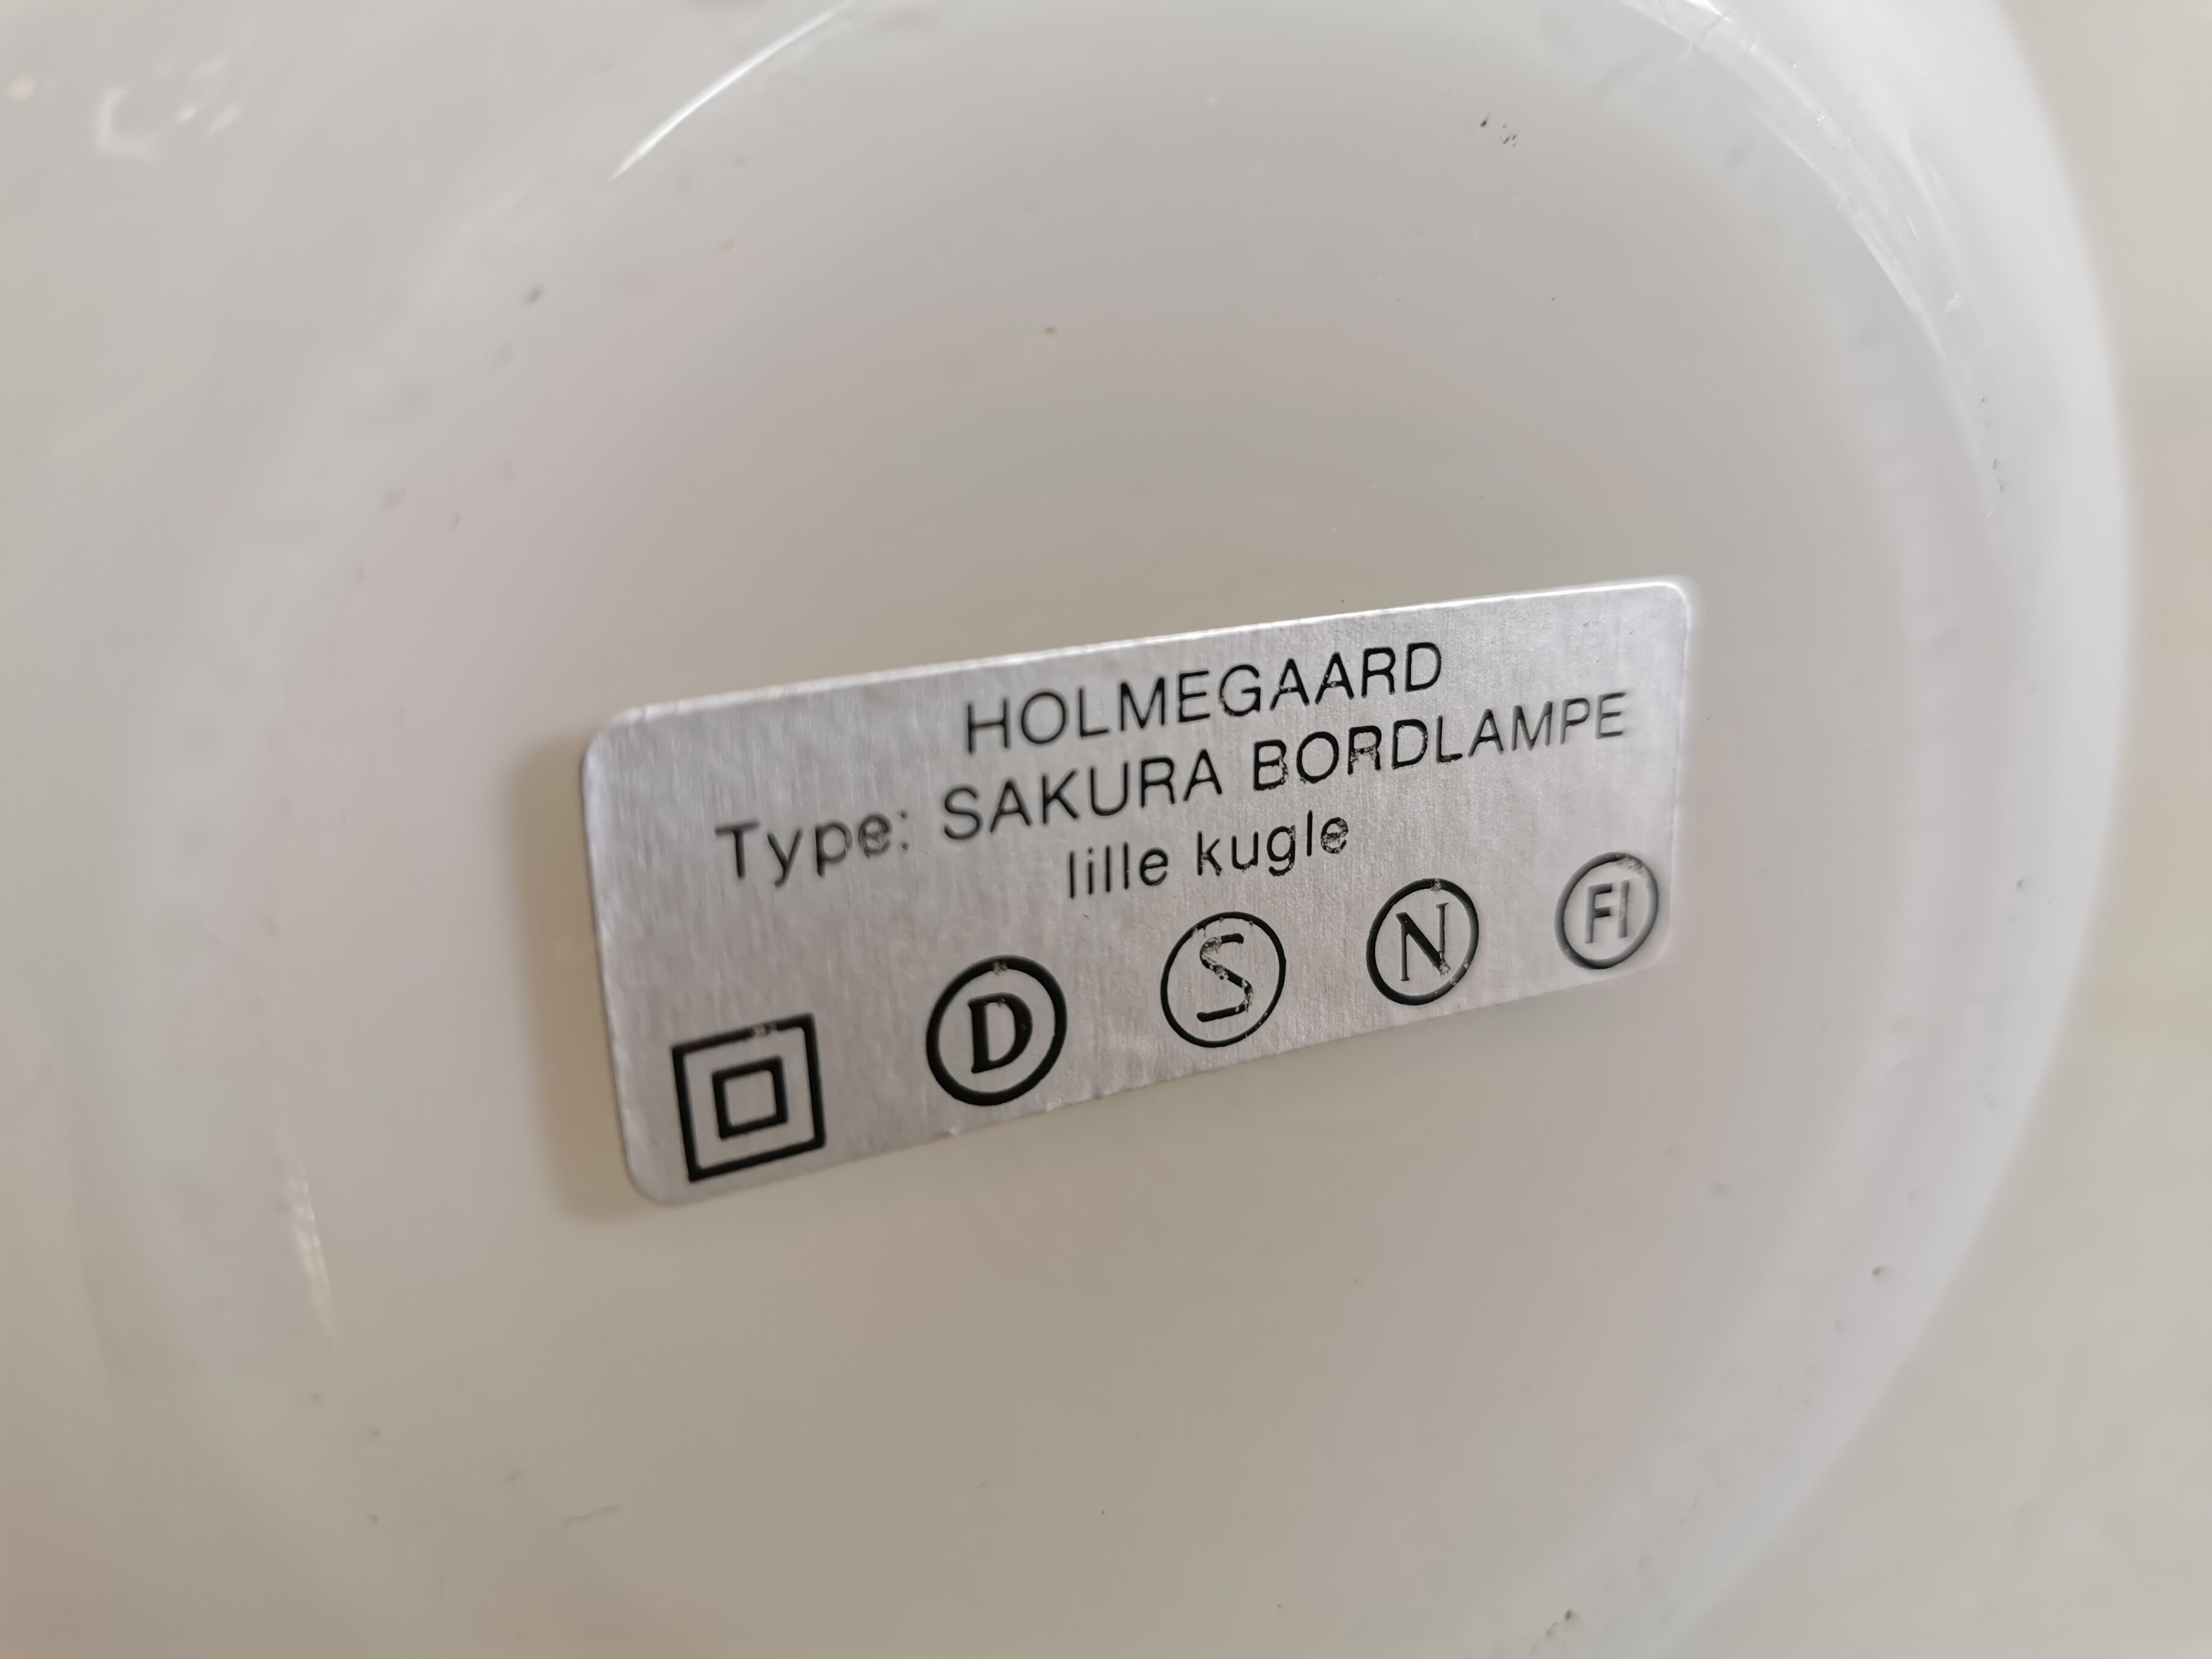 HOLMEGAARD
Type: SAKURA BORDLAMPE
lille kugle
D S N FI